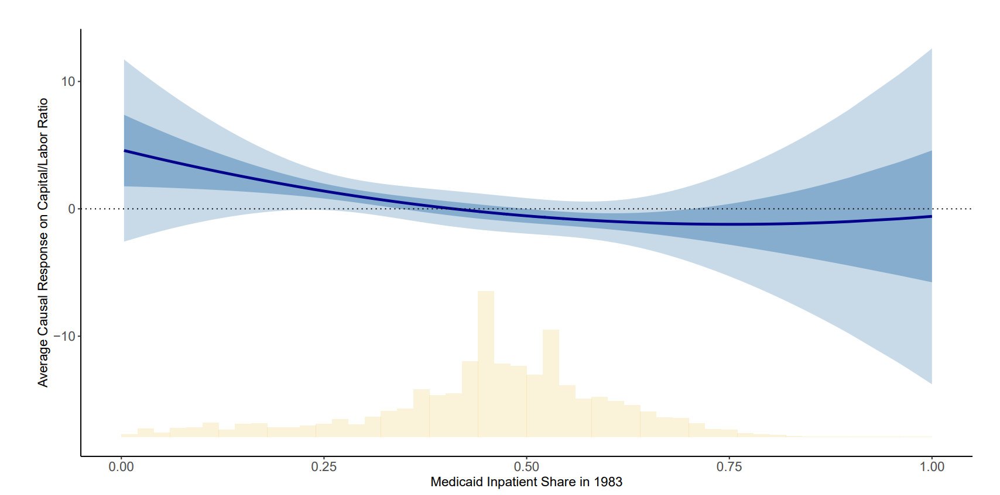 Average Causal Response on Capital/Labor Ratio
10
0
−10
0.00 0.25 0.50 0.75 1.00
Medicaid Inpatient Share in 1983